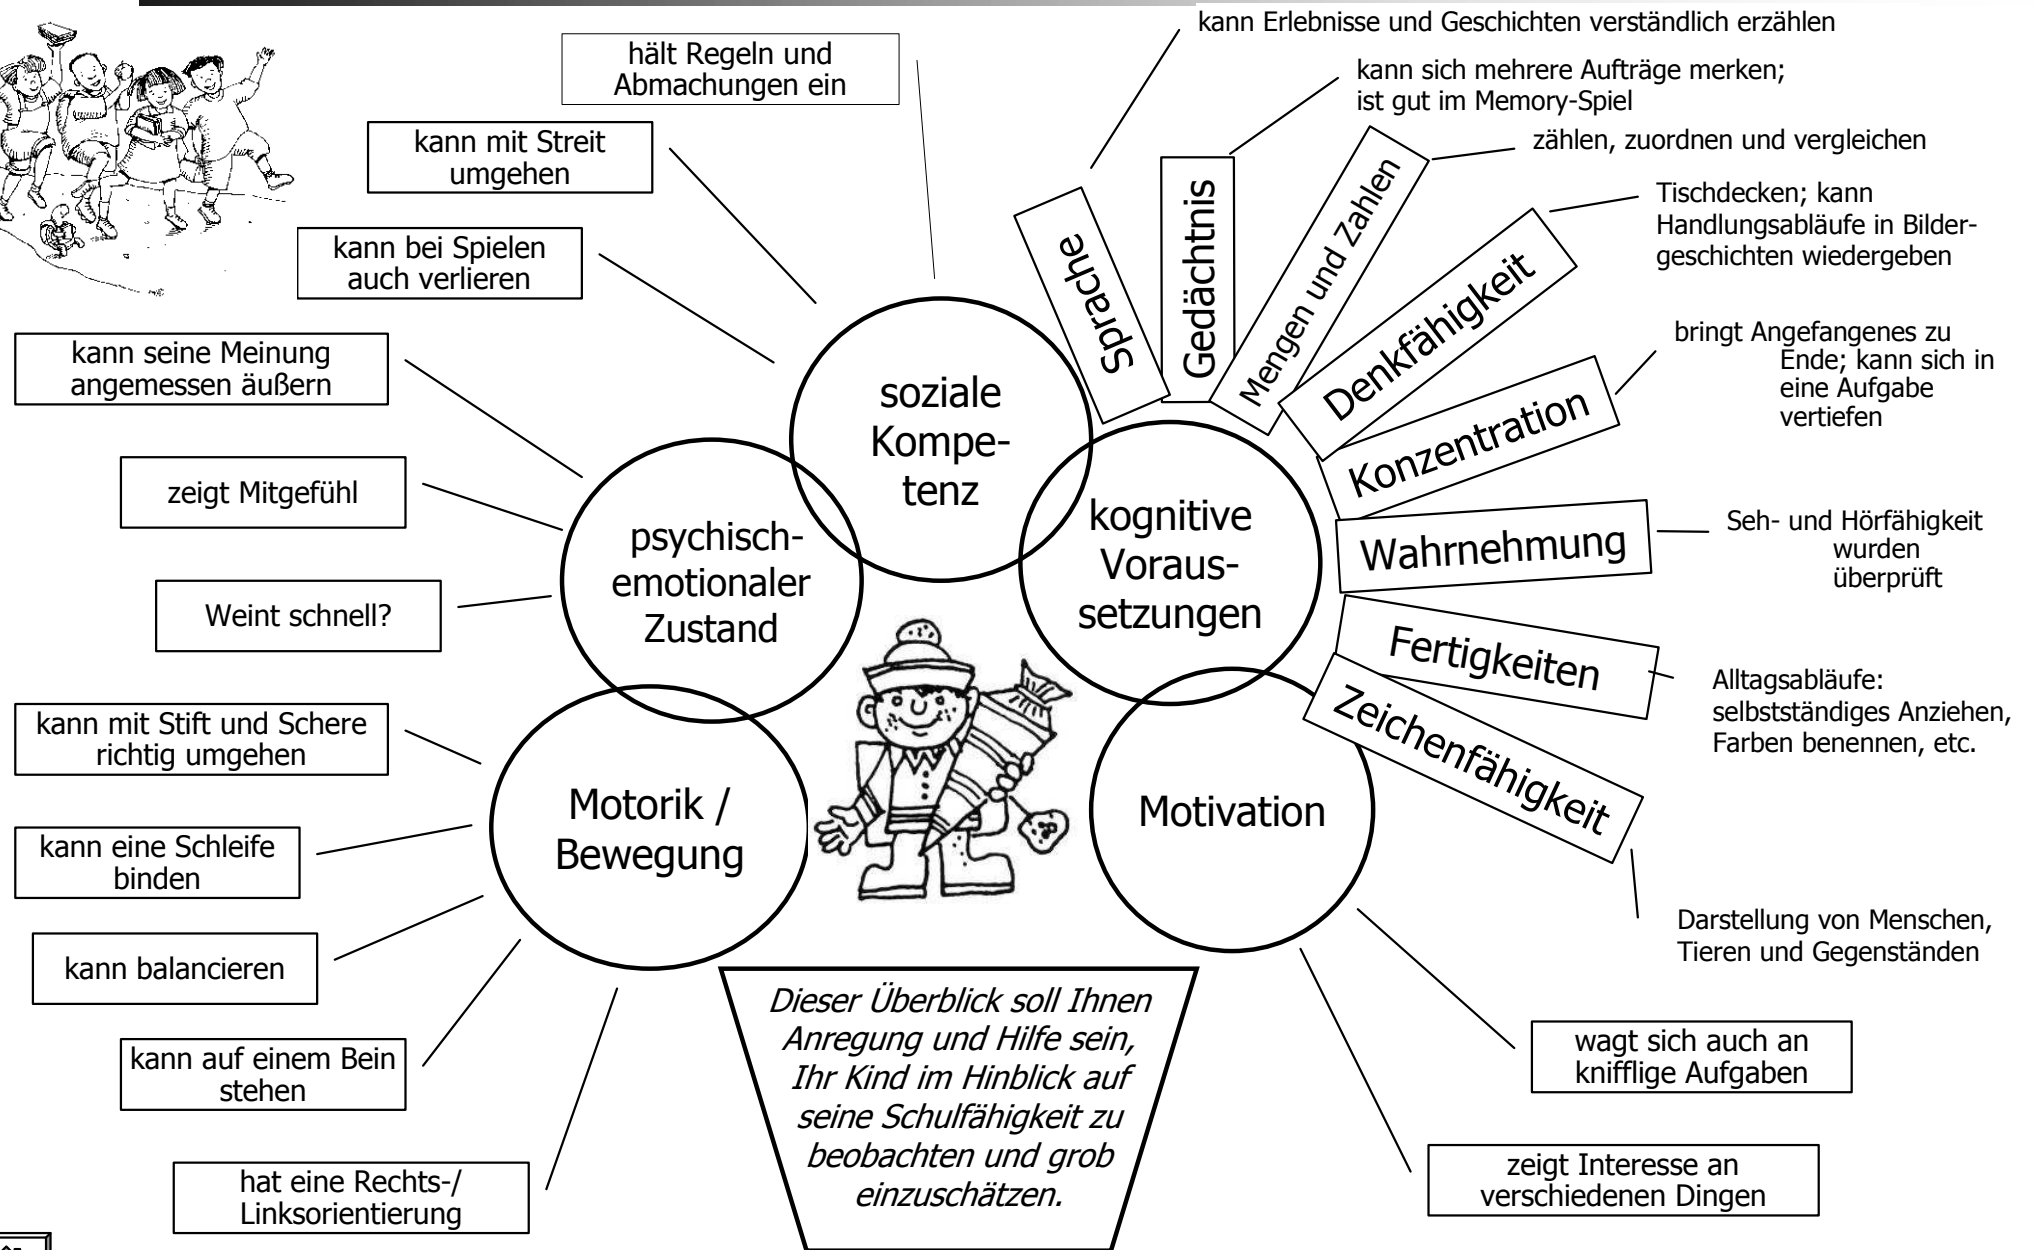 hält Regeln und
Abmachungen ein
kann mit Streit
umgehen
kann bei Spielen
auch verlieren
kann seine Meinung
angemessen äußern
zeigt Mitgefühl
Weint schnell?
kann mit Stift und Schere
richtig umgehen
kann eine Schleife
binden
kann balancieren
kann auf einem Bein
stehen
hat eine Rechts-/
Linksorientierung
soziale
Kompe-
tenz
psychisch-
emotionaler
Zustand
Motorik /
Bewegung
kognitive
Voraus-
setzungen
Motivation
Sprache
kann Erlebnisse und Geschichten verständlich erzählen
Gedächtnis
kann sich mehrere Aufträge merken;
ist gut im Memory-Spiel
Mengen und Zahlen
zählen, zuordnen und vergleichen
Denkfähigkeit
Tischdecken; kann
Handlungsabläufe in Bilder-
geschichten wiedergeben
Konzentration
bringt Angefangenes zu
Ende; kann sich in
eine Aufgabe
vertiefen
Wahrnehmung
Seh- und Hörfähigkeit
wurden
überprüft
Fertigkeiten
Alltagsabläufe:
selbstständiges Anziehen,
Farben benennen, etc.
Zeichenfähigkeit
Darstellung von Menschen,
Tieren und Gegenständen
wagt sich auch an
knifflige Aufgaben
zeigt Interesse an
verschiedenen Dingen
Dieser Überblick soll Ihnen
Anregung und Hilfe sein,
Ihr Kind im Hinblick auf
seine Schulfähigkeit zu
beobachten und grob
einzuschätzen.